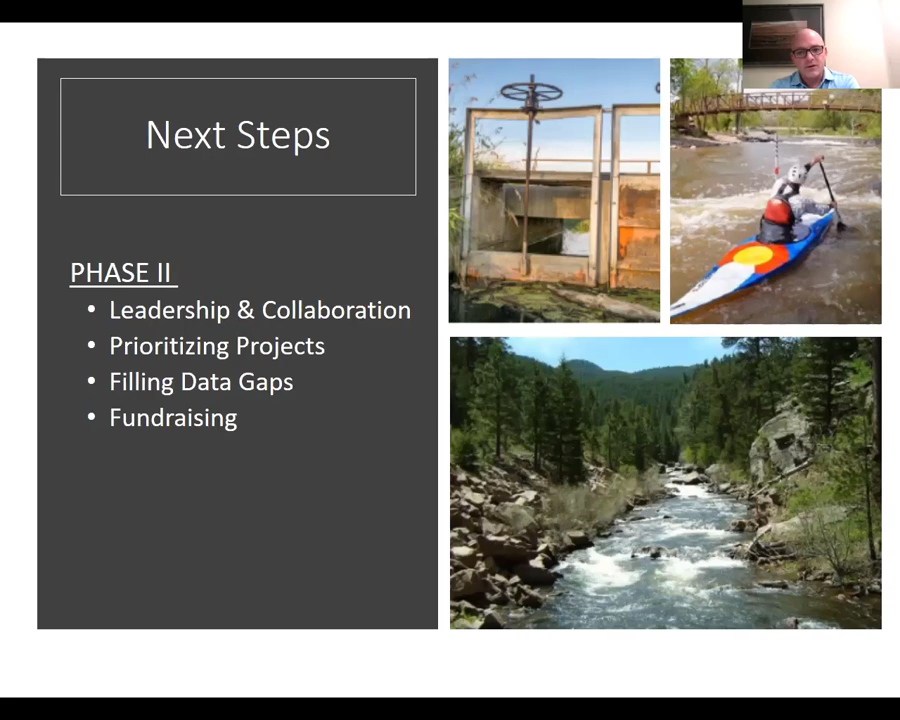 Next Steps
PHASE II
• Leadership & Collaboration
• Prioritizing Projects
• Filling Data Gaps
• Fundraising